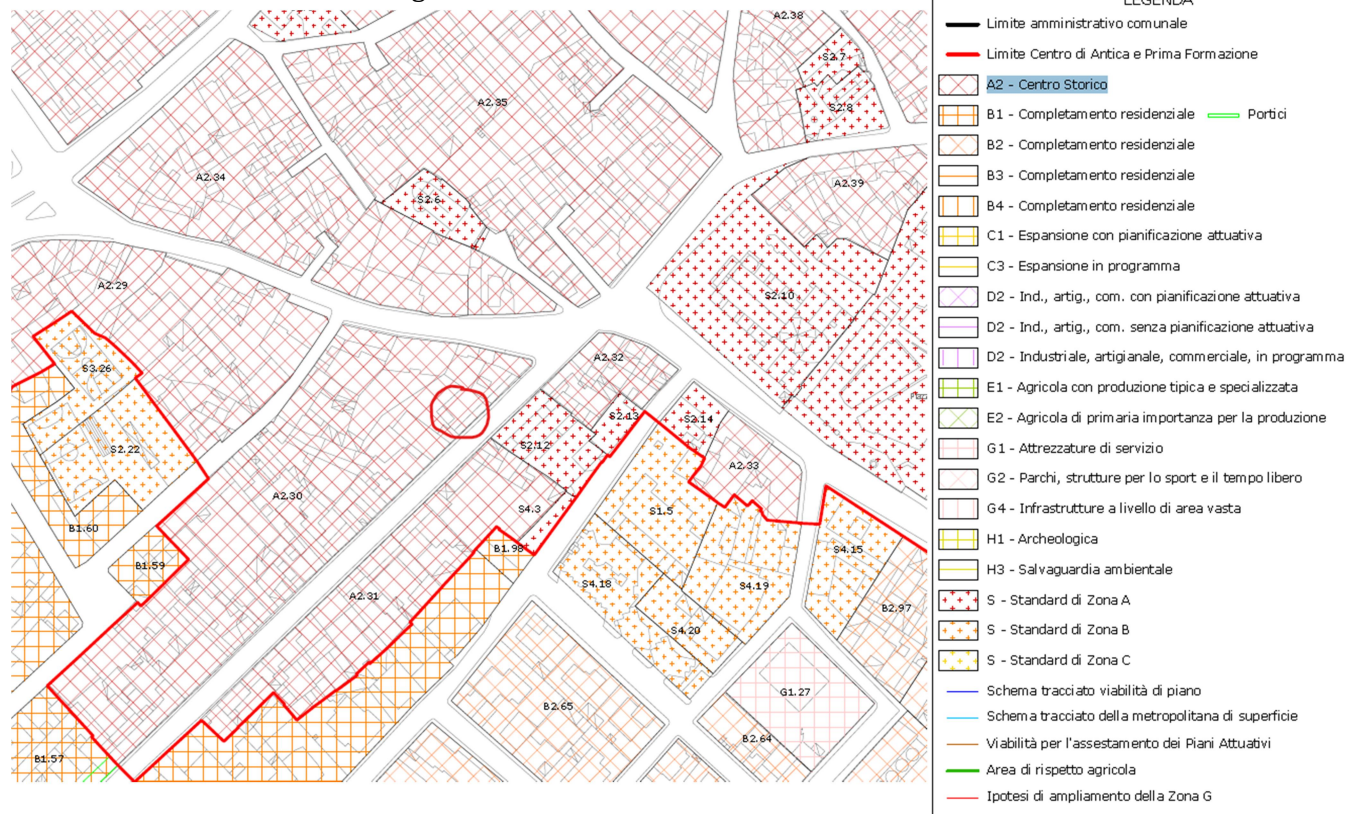 LEGENDA
Limite amministrativo comunale
Limite Centro di Antica e Prima Formazione
A2 - Centro Storico
B1 - Completamento residenziale
Portici
B2 - Completamento residenziale
B3 - Completamento residenziale
B4 - Completamento residenziale
C1 - Espansione con pianificazione attuativa
C3 - Espansione in programma
D2 - Ind., artig., com. con pianificazione attuativa
D2 - Ind., artig., com. senza pianificazione attuativa
D2 - Industriale, artigianale, commerciale, in programma
E1 - Agricola con produzione tipica e specializzata
E2 - Agricola di primaria importanza per la produzione
G1 - Attrezzature di servizio
G2 - Parchi, strutture per lo sport e il tempo libero
G4 - Infrastrutture a livello di area vasta
H1 - Archeologica
H3 - Salvaguardia ambientale
S - Standard di Zona A
S - Standard di Zona B
S - Standard di Zona C
Schema tracciato viabilità di piano
Schema tracciato della metropolitana di superficie
Viabilità per l'assestamento dei Piani Attuativi
Area di rispetto agricola
Ipotesi di ampliamento della Zona G
A2.38
S2.7
S2.8
A2.35
A2.34
A2.39
S2.6
A2.29
S2.10
A2.32
S3.26
S2.13
S2.14
S2.12
S2.22
A2.33
A2.30
S4.3
S1.5
B1.60
B1.98
S4.15
B1.59
S4.18
S4.19
A2.31
B2.97
S4.20
G1.27
B2.65
B2.64
B1.57